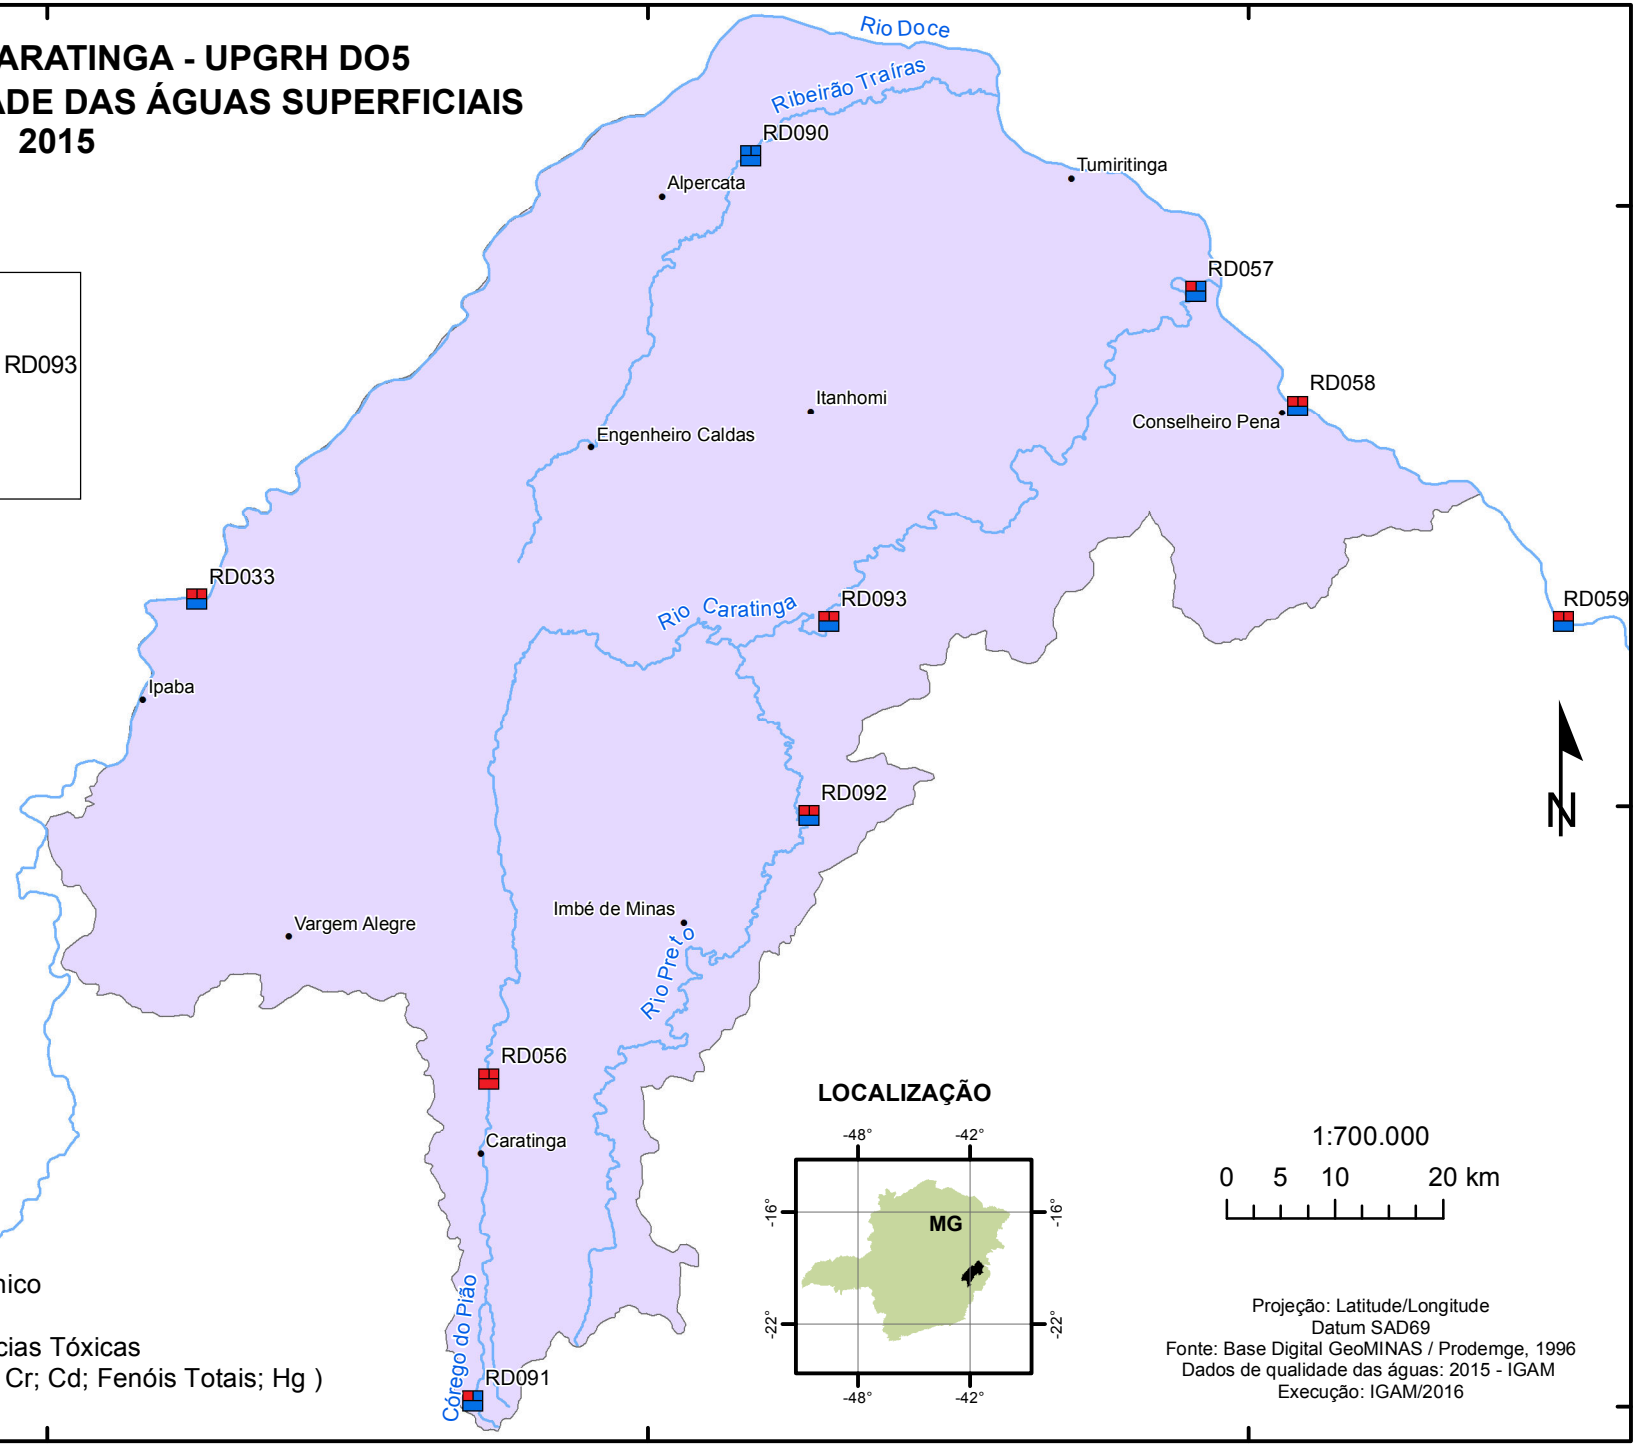 ARATINGA - UPGRH DO5
ADE DAS ÁGUAS SUPERFICIAIS
2015
Rio Doce
Ribeirão Traíras
RD090
Alpercata
Tumiritinga
RD057
RD093
RD058
Itanhomi
Conselheiro Pena
Engenheiro Caldas
RD033
Rio Caratinga
RD093
RD059
Ipaba
RD092
N
Imbé de Minas
Vargem Alegre
Rio Preto
RD056
Caratinga
LOCALIZAÇÃO
-48° -42°
-16° -16°
MG
-22° -22°
-48° -42°
1:700.000
0 5 10 20 km
nico
cias Tóxicas
Cr; Cd; Fenóis Totais; Hg )
Córrego do Pião
RD091
Projeção: Latitude/Longitude
Datum SAD69
Fonte: Base Digital GeoMINAS / Prodemge, 1996
Dados de qualidade das águas: 2015 - IGAM
Execução: IGAM/2016